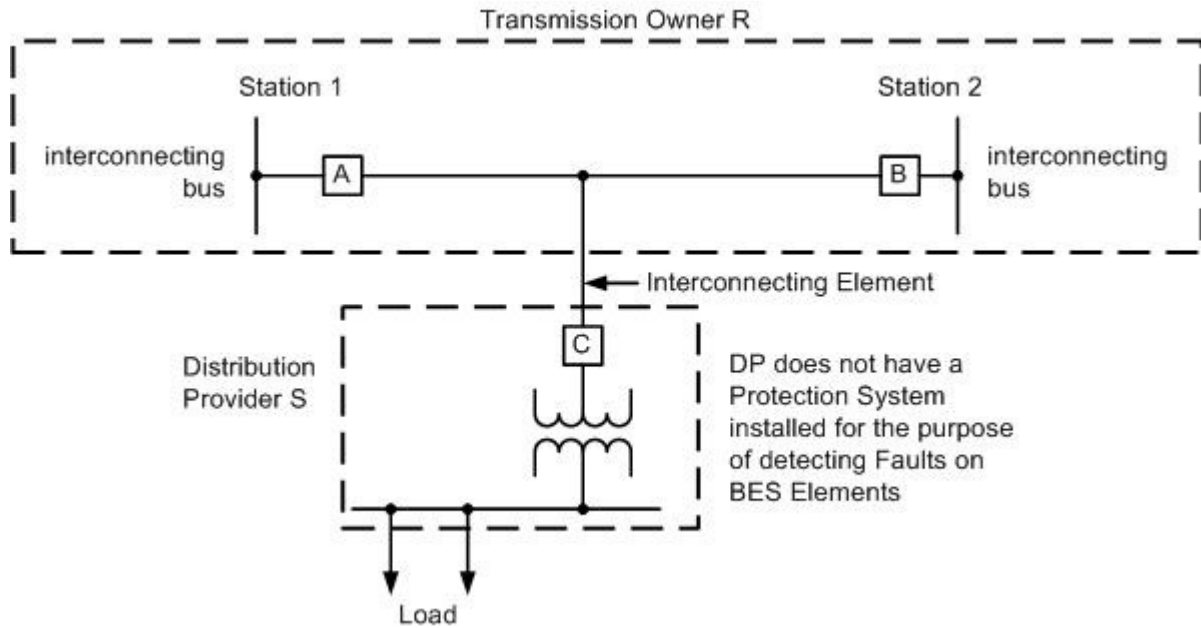 Transmission Owner R
Station 1
Station 2
interconnecting
bus
A
B
interconnecting
bus
Interconnecting Element
C
Distribution
Provider S
DP does not have a
Protection System
installed for the purpose
of detecting Faults on
BES Elements
Load